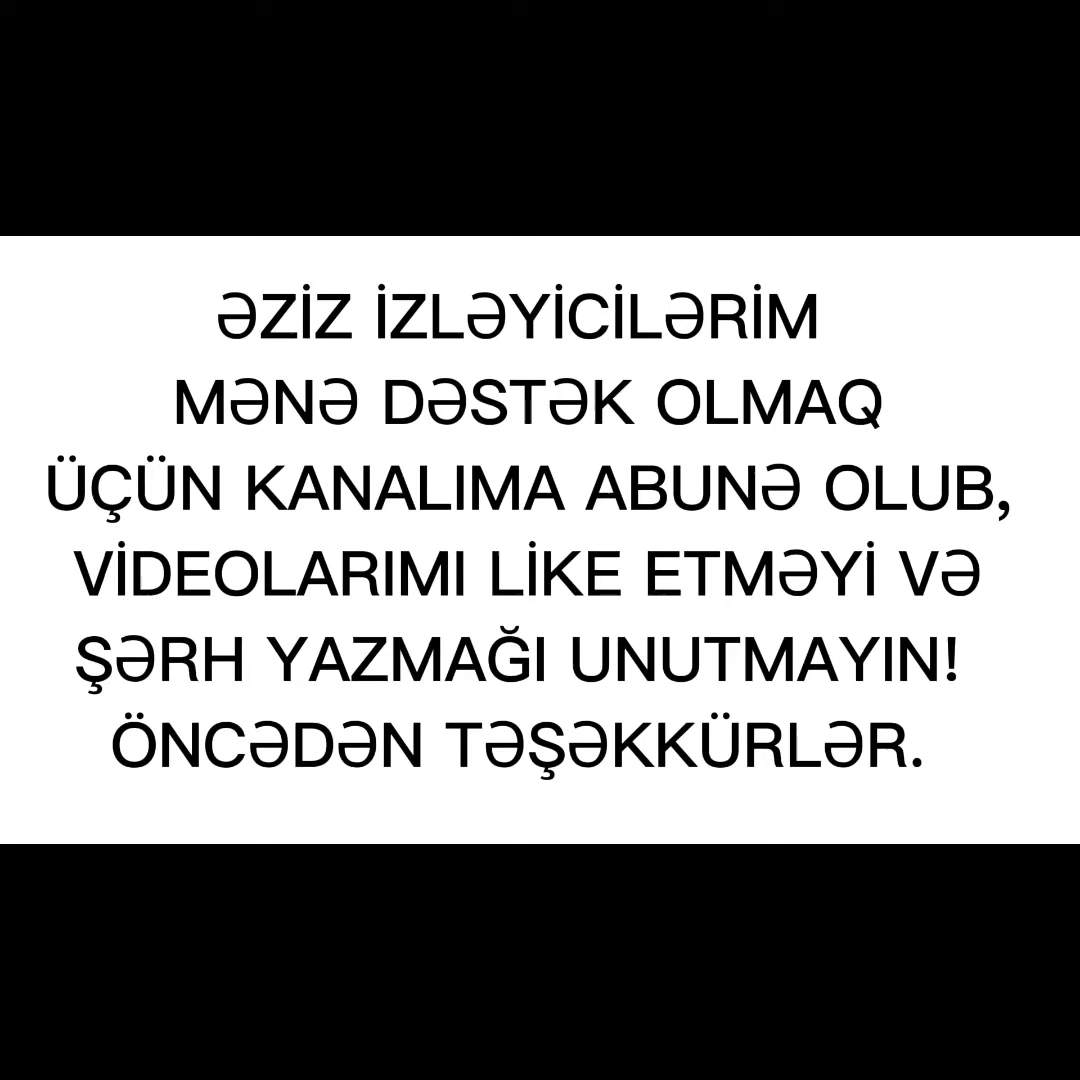 ƏZİZ İZLƏYİCİLƏRİM
MƏNƏ DƏSTƏK OLMAQ
ÜÇÜN KANALIMA ABUNƏ OLUB,
VİDEOLARIMI LİKE ETMƏYİ VƏ
ŞƏRH YAZMAĞI UNUTMAYIN!
ÖNCƏDƏN TƏŞƏKKÜRLƏR.